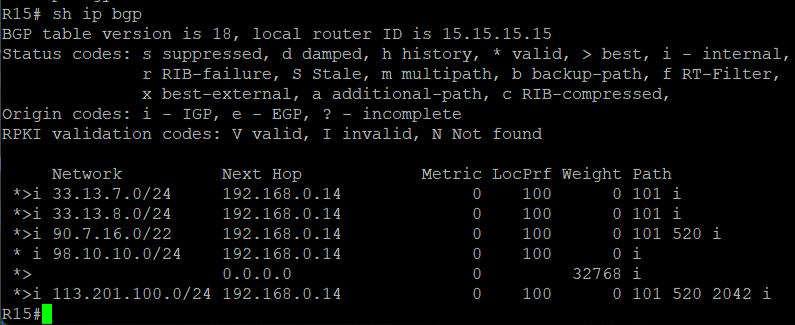 R15# sh ip bgp
BGP table version is 18, local router ID is 15.15.15.15
Status codes: s suppressed, d damped, h history, * valid, > best, i - internal,
              r RIB-failure, S Stale, m multipath, b backup-path, f RT-Filter,
              x best-external, a additional-path, c RIB-compressed,
Origin codes: i - IGP, e - EGP, ? - incomplete
RPKI validation codes: V valid, I invalid, N Not found

     Network          Next Hop            Metric LocPrf Weight Path
 *>i 33.13.7.0/24     192.168.0.14             0    100      0 101 i
 *>i 33.13.8.0/24     192.168.0.14             0    100      0 101 i
 *>i 90.7.16.0/22     192.168.0.14             0    100      0 101 520 i
 * i 98.10.10.0/24    192.168.0.14             0    100      0 i
 *>                   0.0.0.0                  0         32768 i
 *>i 113.201.100.0/24 192.168.0.14             0    100      0 101 520 2042 i
R15#